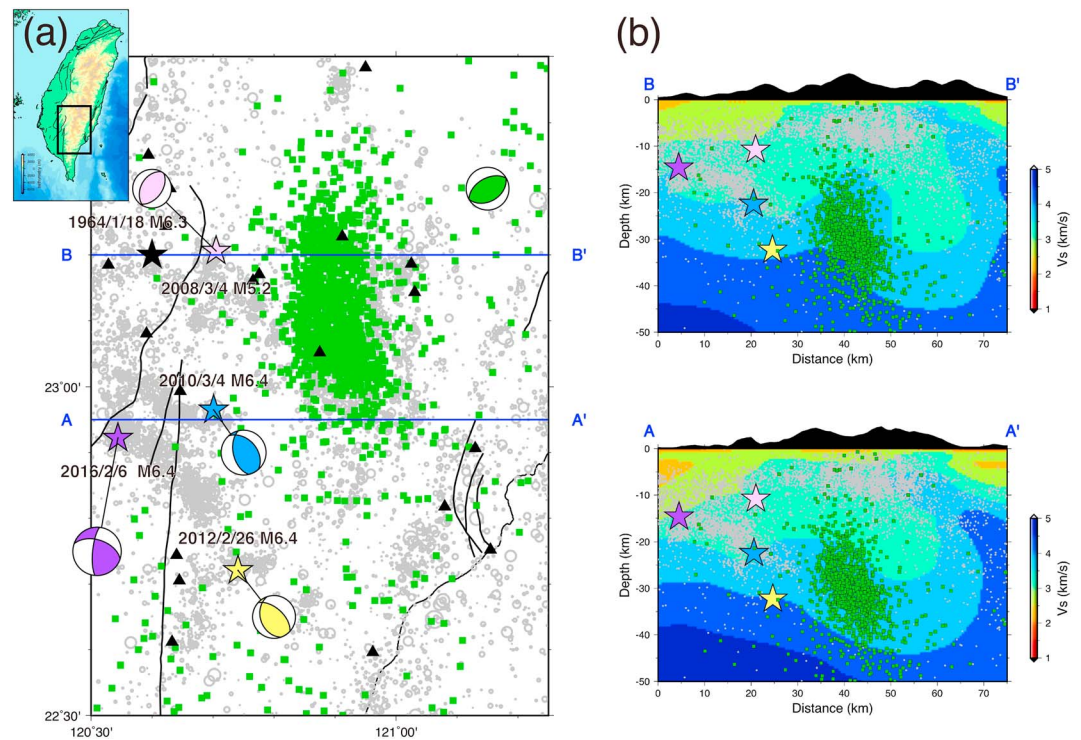 (a)
1964/1/18 M6.3
B
B'
2008/3/4 M5.2
23°00'
2010/3/4 M6.4
A
A'
2016/2/6 M6.4
2012/2/26 M6.4
22°30'
120°30'
121°00'
(b)
B
B'
0
-10
-20
-30
-40
-50
Depth (km)
0 10 20 30 40 50 60 70
Distance (km)
5
4
3
2
1
Vs (km/s)
A
A'
0
-10
-20
-30
-40
-50
Depth (km)
0 10 20 30 40 50 60 70
Distance (km)
5
4
3
2
1
Vs (km/s)